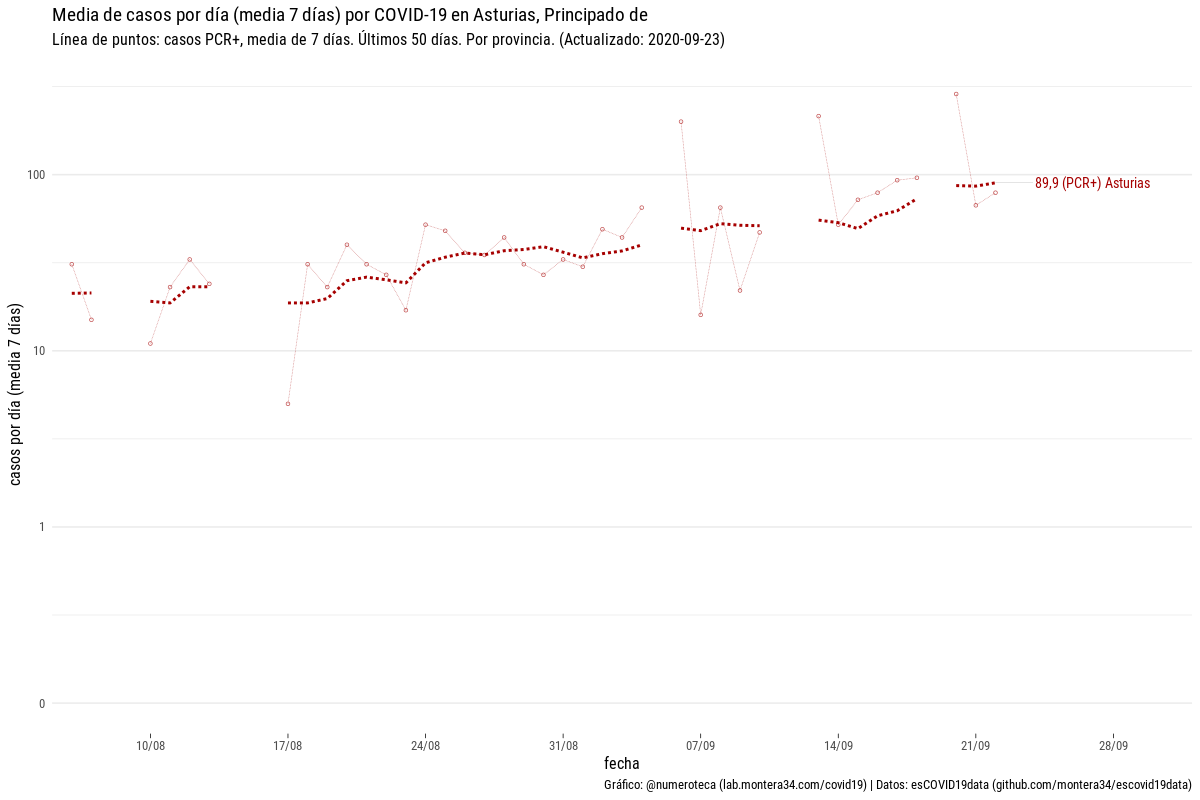 Media de casos por día (media 7 días) por COVID-19 en Asturias, Principado de
Línea de puntos: casos PCR+, media de 7 días. Últimos 50 días. Por provincia. (Actualizado: 2020-09-23)
casos por día (media 7 días)
100
10
1
0
89,9 (PCR+) Asturias
10/08
17/08
24/08
31/08
07/09
14/09
21/09
28/09
fecha
Gráfico: @numeroteca (lab.montera34.com/covid19) | Datos: esCOVID19data (github.com/montera34/escovid19data)